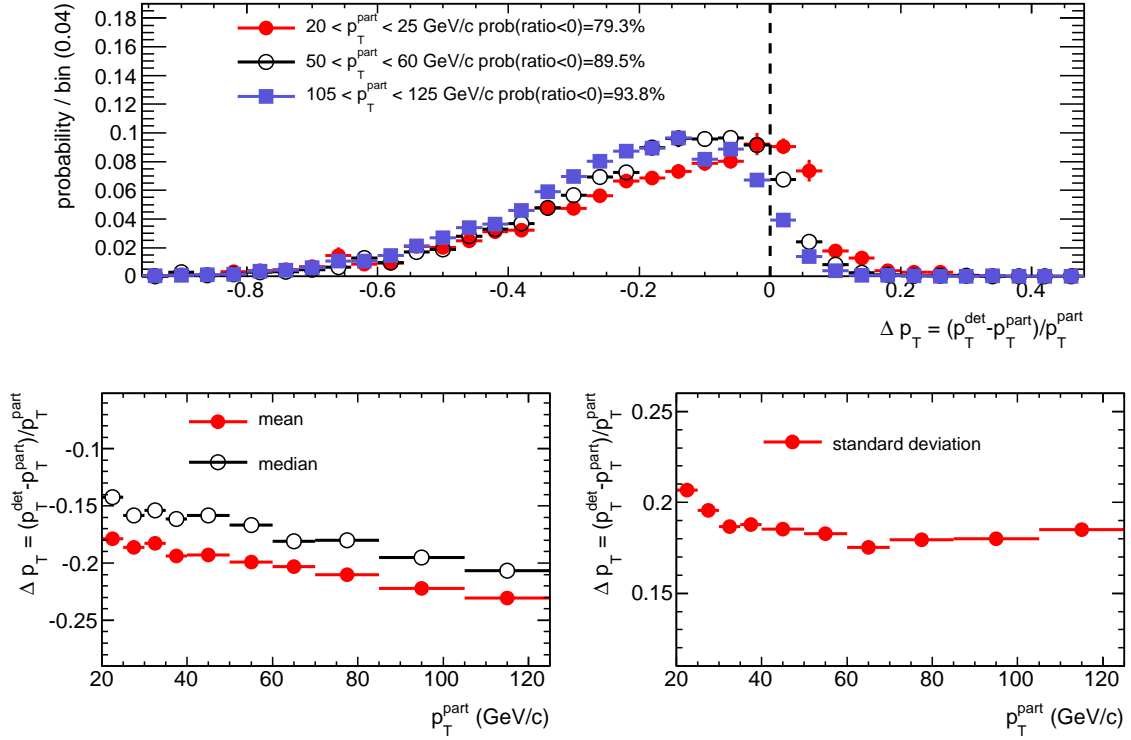 probability / bin (0.04)
0.18
0.16
0.14
0.12
0.1
0.08
0.06
0.04
0.02
0
20 < p_T^part < 25 GeV/c prob(ratio<0)=79.3%
50 < p_T^part < 60 GeV/c prob(ratio<0)=89.5%
105 < p_T^part < 125 GeV/c prob(ratio<0)=93.8%
-0.8 -0.6 -0.4 -0.2 0 0.2 0.4
Δ p_T = (p_T^det-p_T^part)/p_T^part
Δ p_T = (p_T^det-p_T^part)/p_T^part
-0.1
-0.15
-0.2
-0.25
mean
median
20 40 60 80 100 120
p_T^part (GeV/c)
Δ p_T = (p_T^det-p_T^part)/p_T^part
0.25
0.2
0.15
standard deviation
20 40 60 80 100 120
p_T^part (GeV/c)